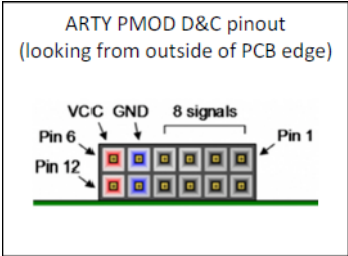 ARTY PMOD D&C pinout
(looking from outside of PCB edge)
VCC GND 8 signals
Pin 6
Pin 1
Pin 12